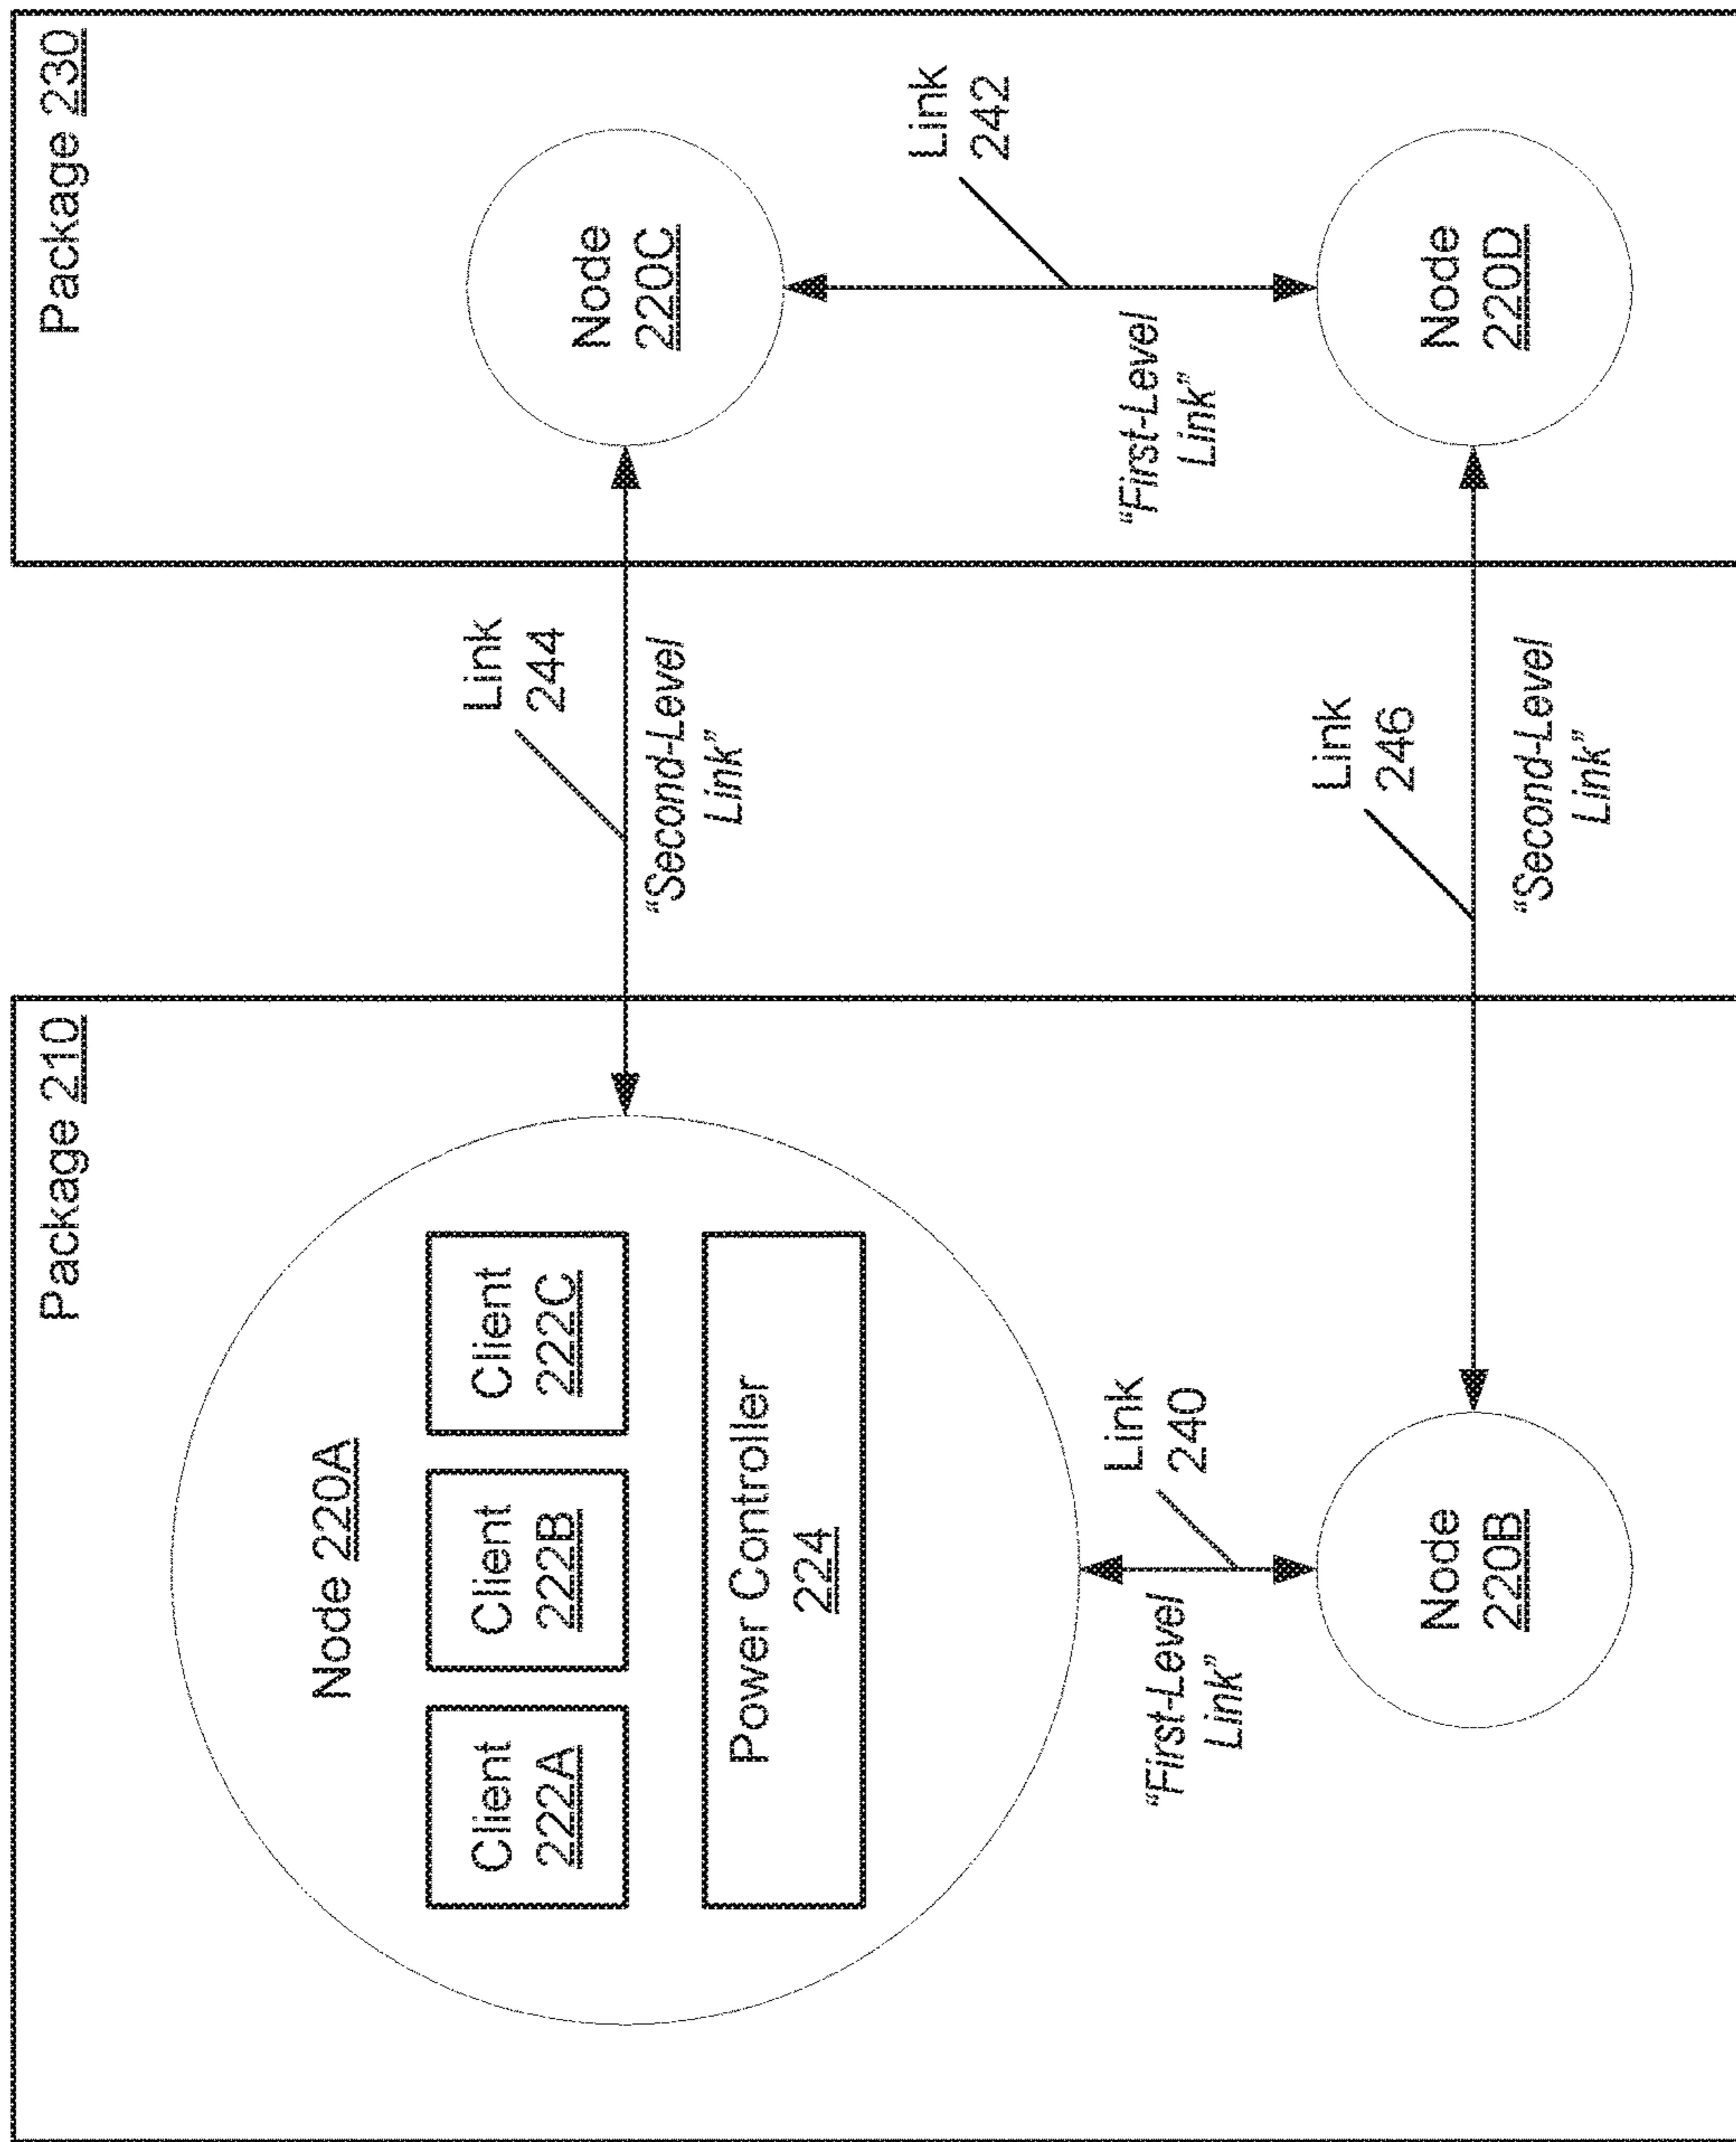 Package 210
Node 220A
Client
222A
Client
222B
Client
222C
Power Controller
224
"First-Level
Link"
Link
240
Node
220B
Link
244
"Second-Level
Link"
Link
246
"Second-Level
Link"
Package 230
Node
220C
Link
242
"First-Level
Link"
Node
220D